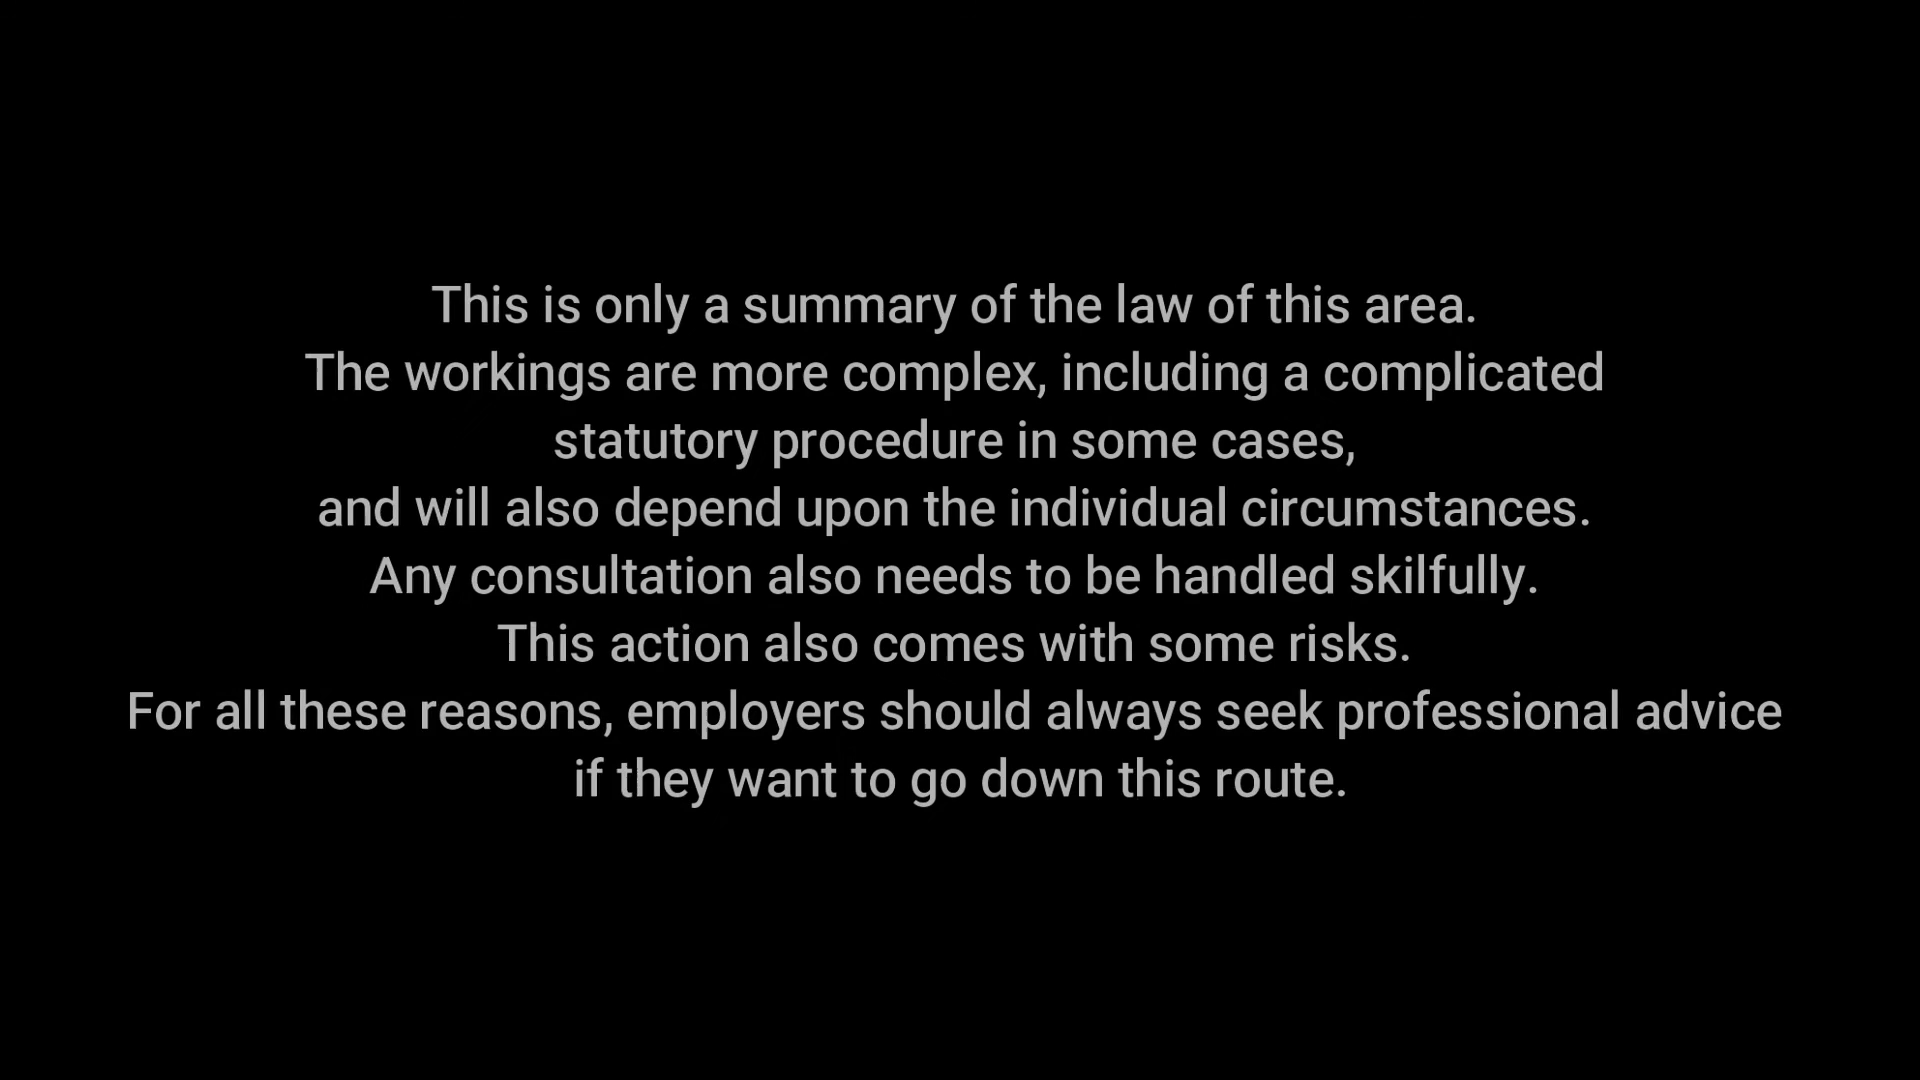 This is only a summary of the law of this area.
The workings are more complex, including a complicated
statutory procedure in some cases,
and will also depend upon the individual circumstances.
Any consultation also needs to be handled skilfully.
This action also comes with some risks.
For all these reasons, employers should always seek professional advice
if they want to go down this route.